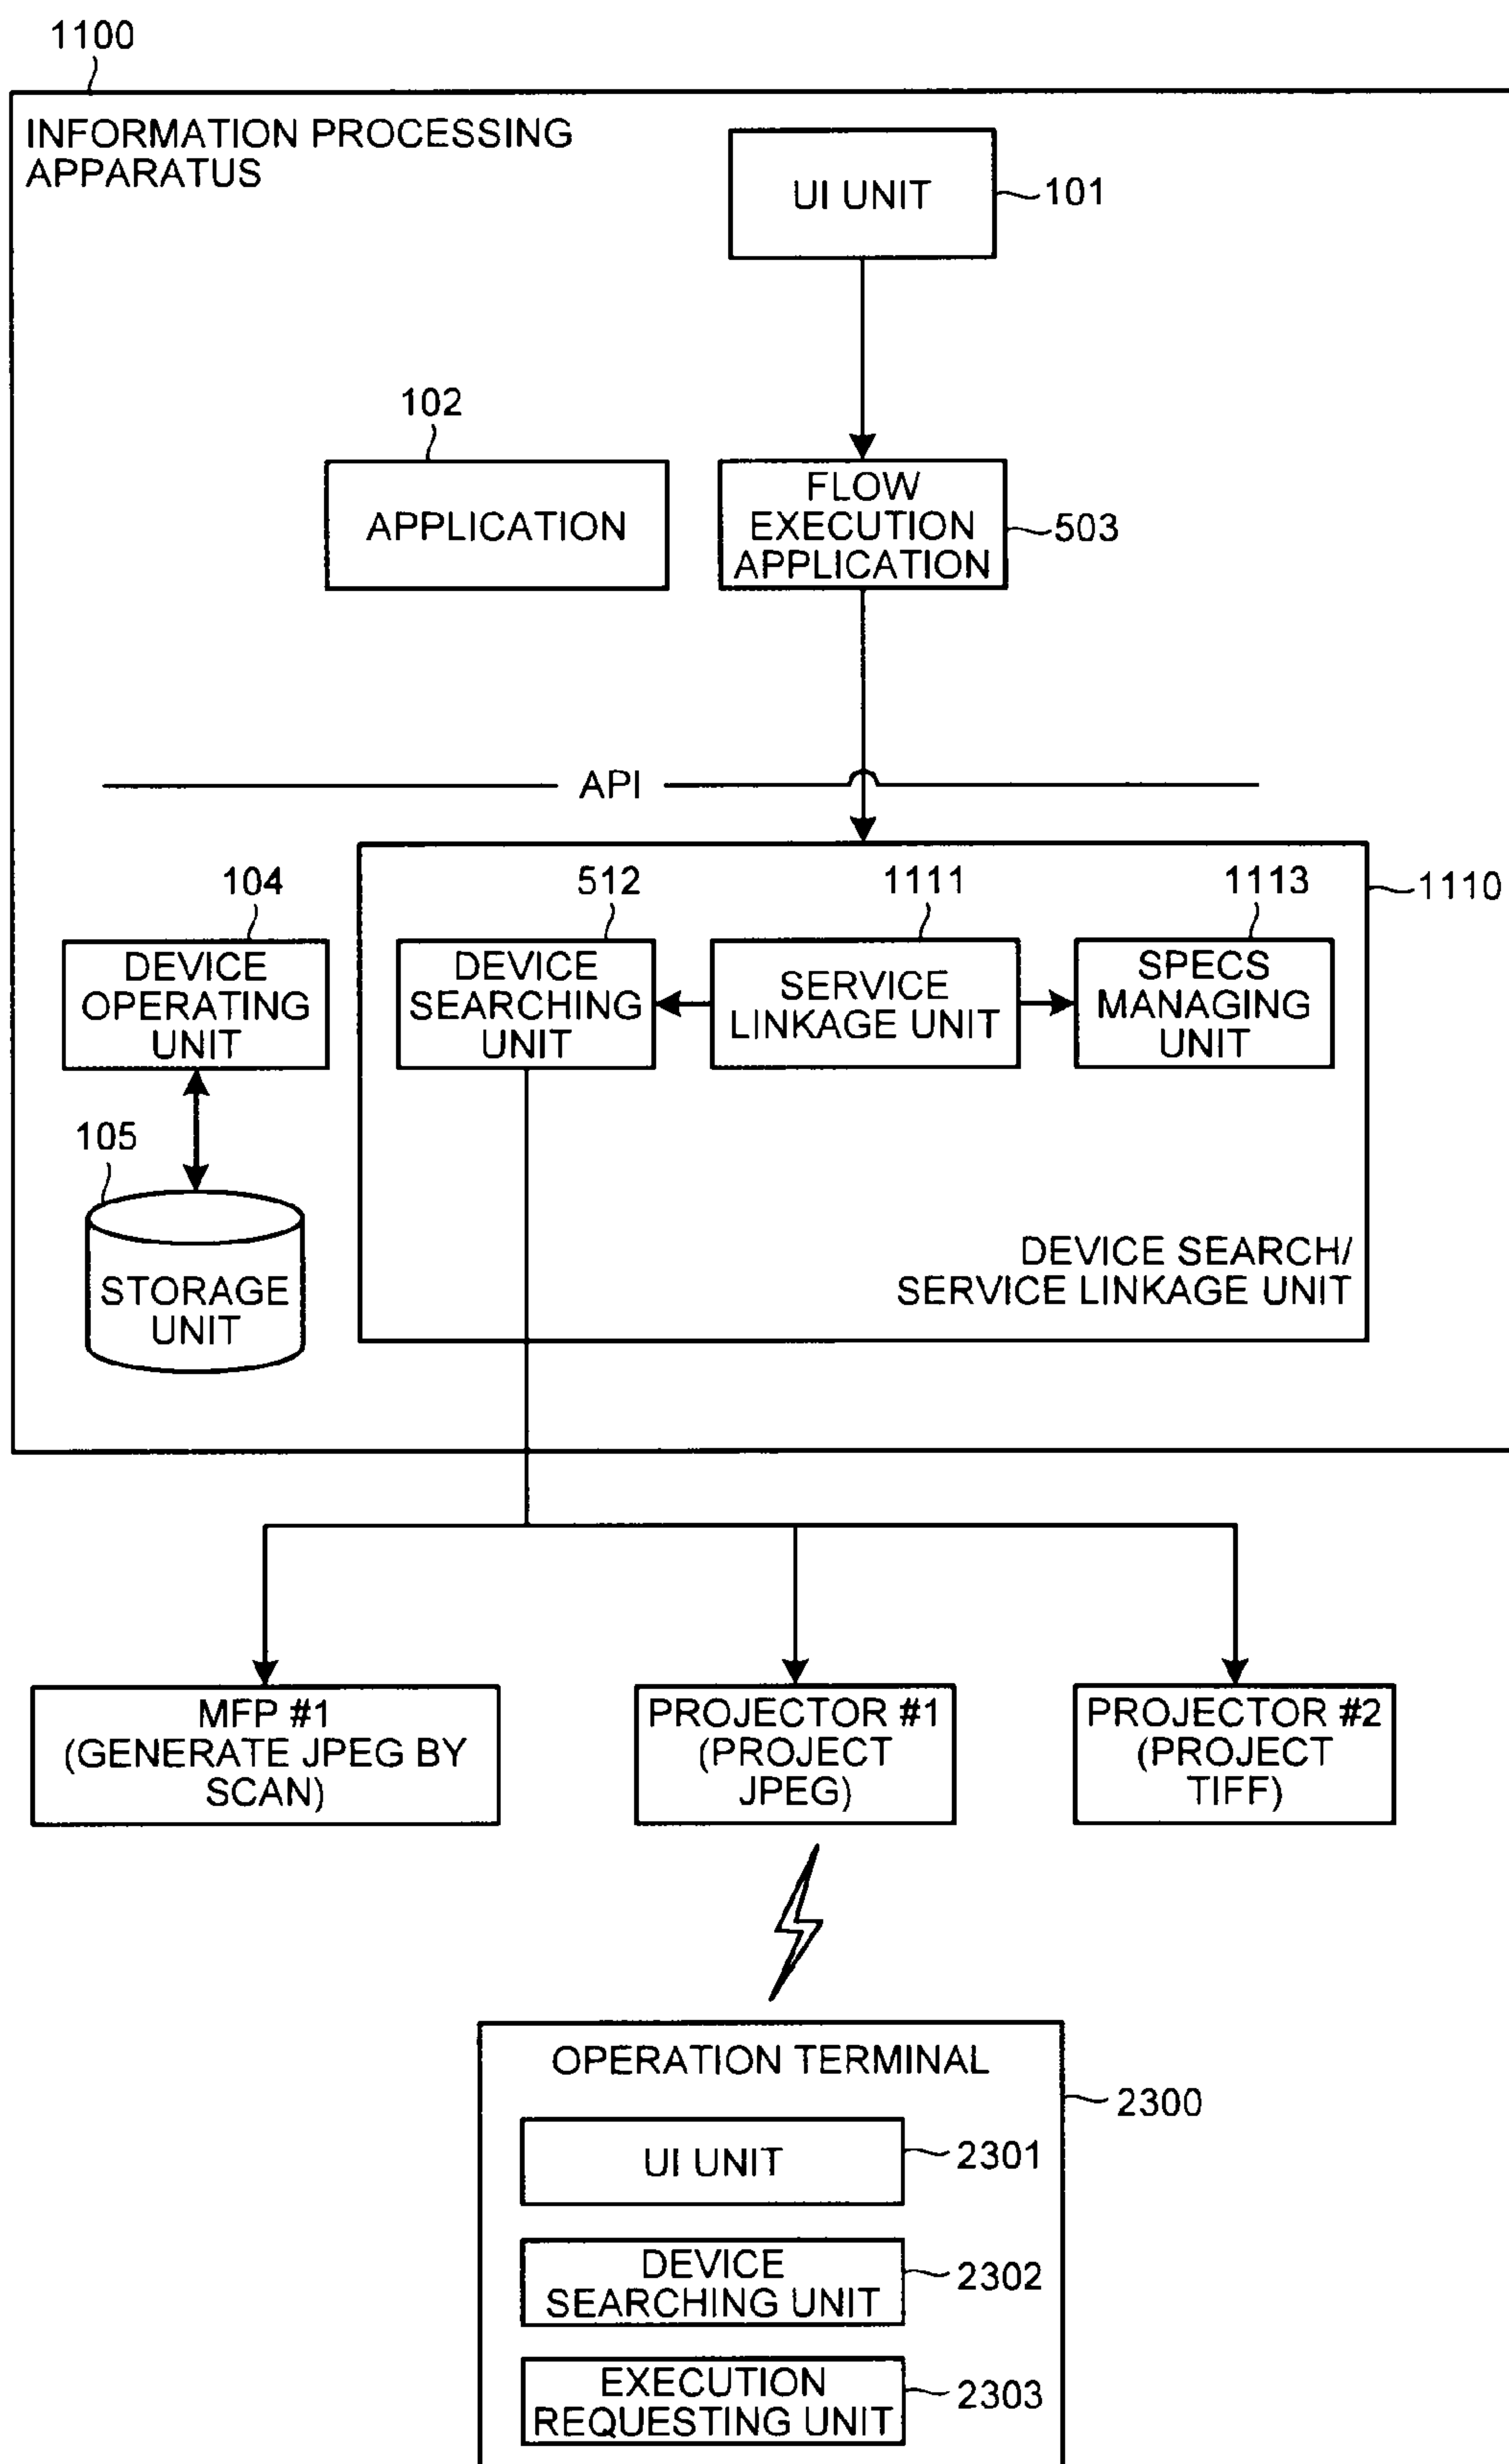 1100
INFORMATION PROCESSING
APPARATUS
UI UNIT
101
102
APPLICATION
FLOW
EXECUTION
APPLICATION
503
API
104
512
1111
1113
1110
DEVICE
OPERATING
UNIT
DEVICE
SEARCHING
UNIT
SERVICE
LINKAGE UNIT
SPECS
MANAGING
UNIT
105
STORAGE
UNIT
DEVICE SEARCH/
SERVICE LINKAGE UNIT
MFP #1
(GENERATE JPEG BY
SCAN)
PROJECTOR #1
(PROJECT
JPEG)
PROJECTOR #2
(PROJECT
TIFF)
OPERATION TERMINAL
2300
UI UNIT
2301
DEVICE
SEARCHING UNIT
2302
EXECUTION
REQUESTING UNIT
2303